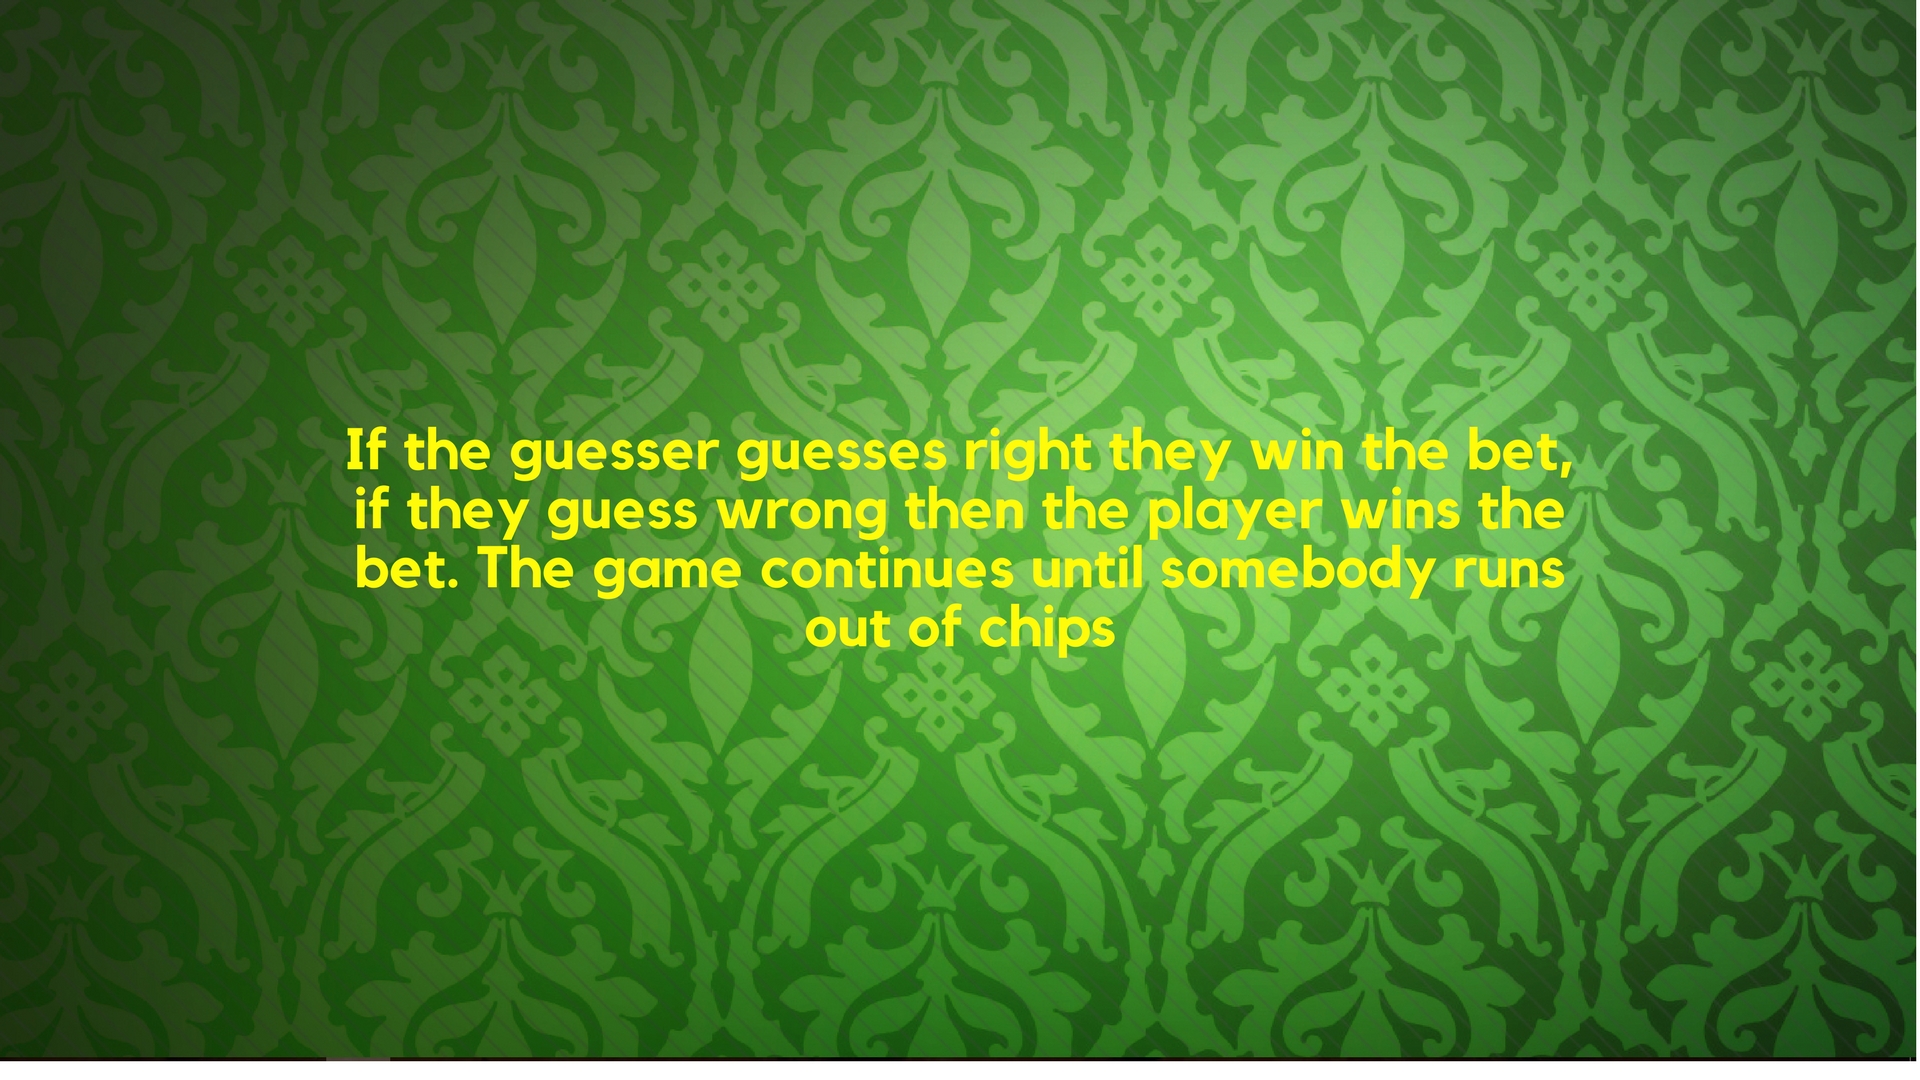 If the guesser guesses right they win the bet,
if they guess wrong then the player wins the
bet. The game continues until somebody runs
out of chips